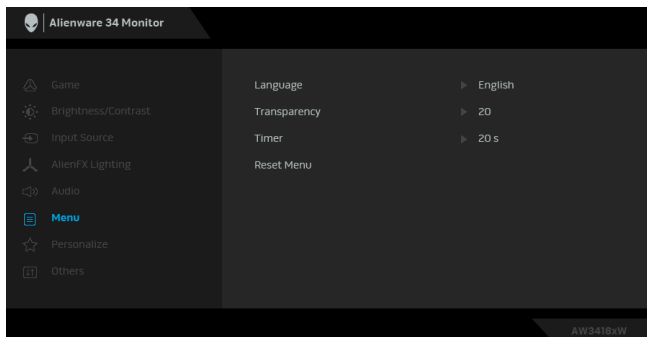 Alienware 34 Monitor
Game
Brightness/Contrast
Input Source
AlienFX Lighting
Audio
Menu
Personalize
Others
Language English
Transparency 20
Timer 20 s
Reset Menu
AW3418xW